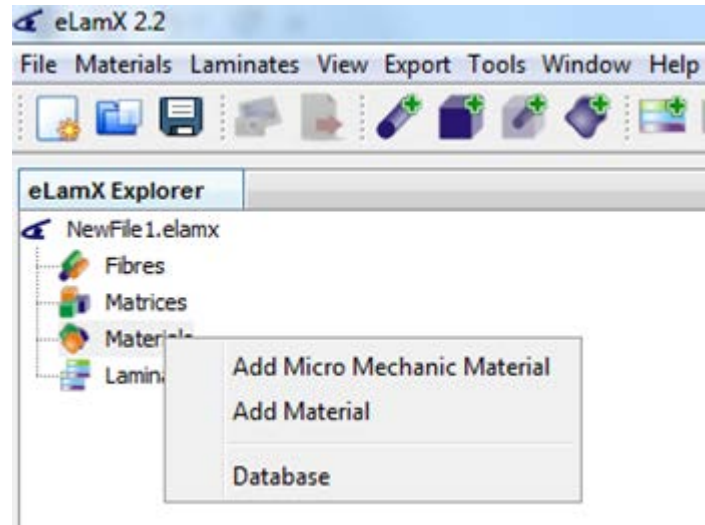 eLamX 2.2
File Materials Laminates View Export Tools Window Help
eLamX Explorer
NewFile1.elamx
Fibres
Matrices
Materials
Add Micro Mechanic Material
Add Material
Database